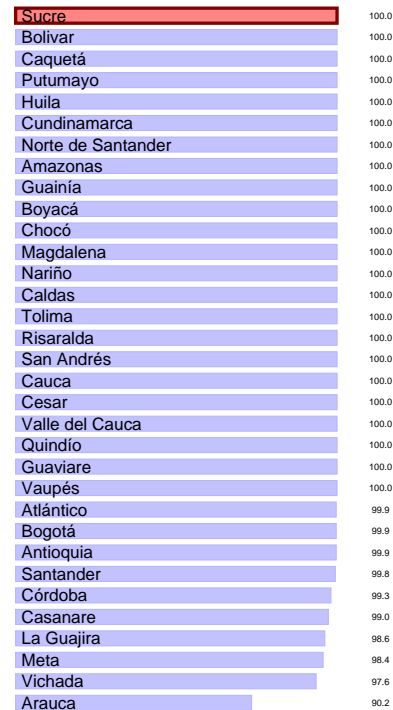 Sucre 100.0
Bolivar 100.0
Caquetá 100.0
Putumayo 100.0
Huila 100.0
Cundinamarca 100.0
Norte de Santander 100.0
Amazonas 100.0
Guainía 100.0
Boyacá 100.0
Chocó 100.0
Magdalena 100.0
Nariño 100.0
Caldas 100.0
Tolima 100.0
Risaralda 100.0
San Andrés 100.0
Cauca 100.0
Cesar 100.0
Valle del Cauca 100.0
Quindío 100.0
Guaviare 100.0
Vaupés 100.0
Atlántico 99.9
Bogotá 99.9
Antioquia 99.9
Santander 99.8
Córdoba 99.3
Casanare 99.0
La Guajira 98.6
Meta 98.4
Vichada 97.6
Arauca 90.2